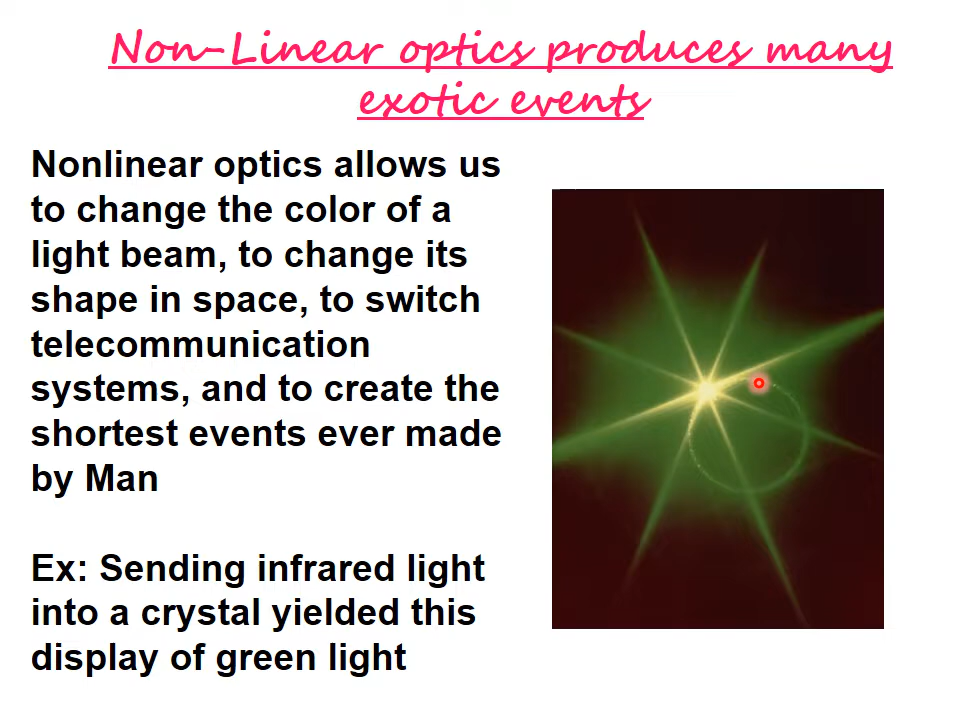 Non-Linear optics produces many
exotic events
Nonlinear optics allows us
to change the color of a
light beam, to change its
shape in space, to switch
telecommunication
systems, and to create the
shortest events ever made
by Man
Ex: Sending infrared light
into a crystal yielded this
display of green light